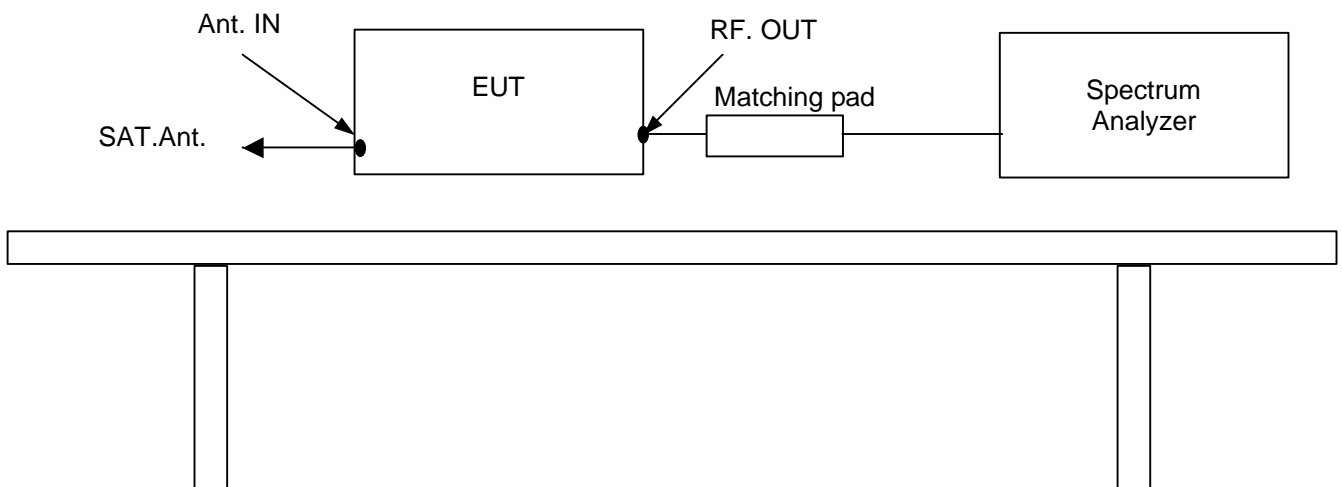 Ant. IN
RF. OUT
EUT
Matching pad
Spectrum
Analyzer
SAT.Ant.